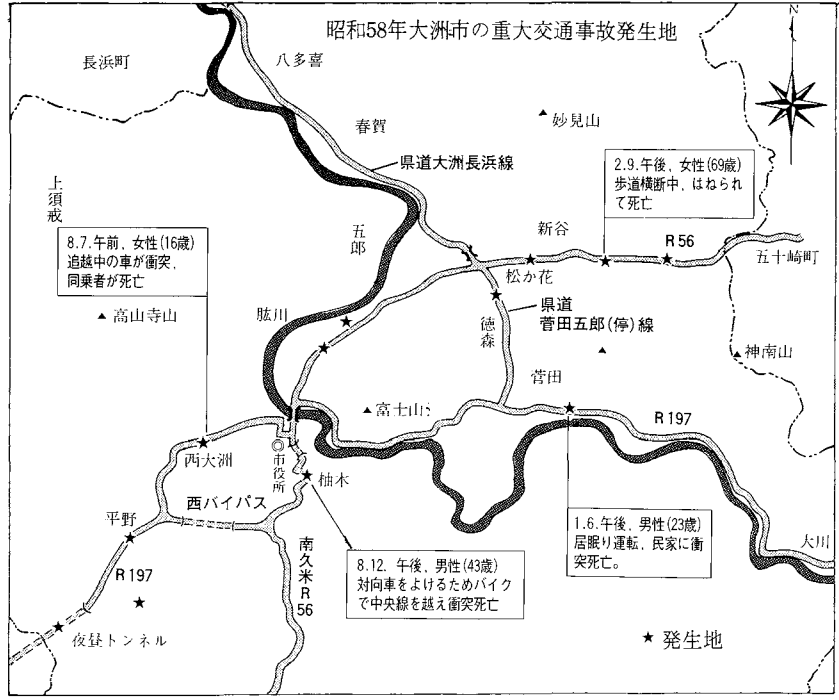 昭和58年大洲市の重大交通事故発生地
N
長浜町
八多喜
春賀
妙見山
県道大洲長浜線
上須戒
2.9.午後、女性(69歳)
歩道横断中、はねられ
て死亡
五郎
新谷
R 56
五十崎町
8.7.午前、女性(16歳)
追越中の車が衝突、
同乗者が死亡
松か花
県道
菅田五郎(停)線
高山寺山
肱川
徳森
神南山
菅田
富士山
R 197
西大洲
市役所
柚木
西バイパス
平野
1.6.午後、男性(23歳)
居眠り運転、民家に衝
突死亡。
大川
8.12. 午後、男性(43歳)
対向車をよけるためバイク
で中央線を越え衝突死亡
南久米R56
R 197
夜昼トンネル
★ 発生地